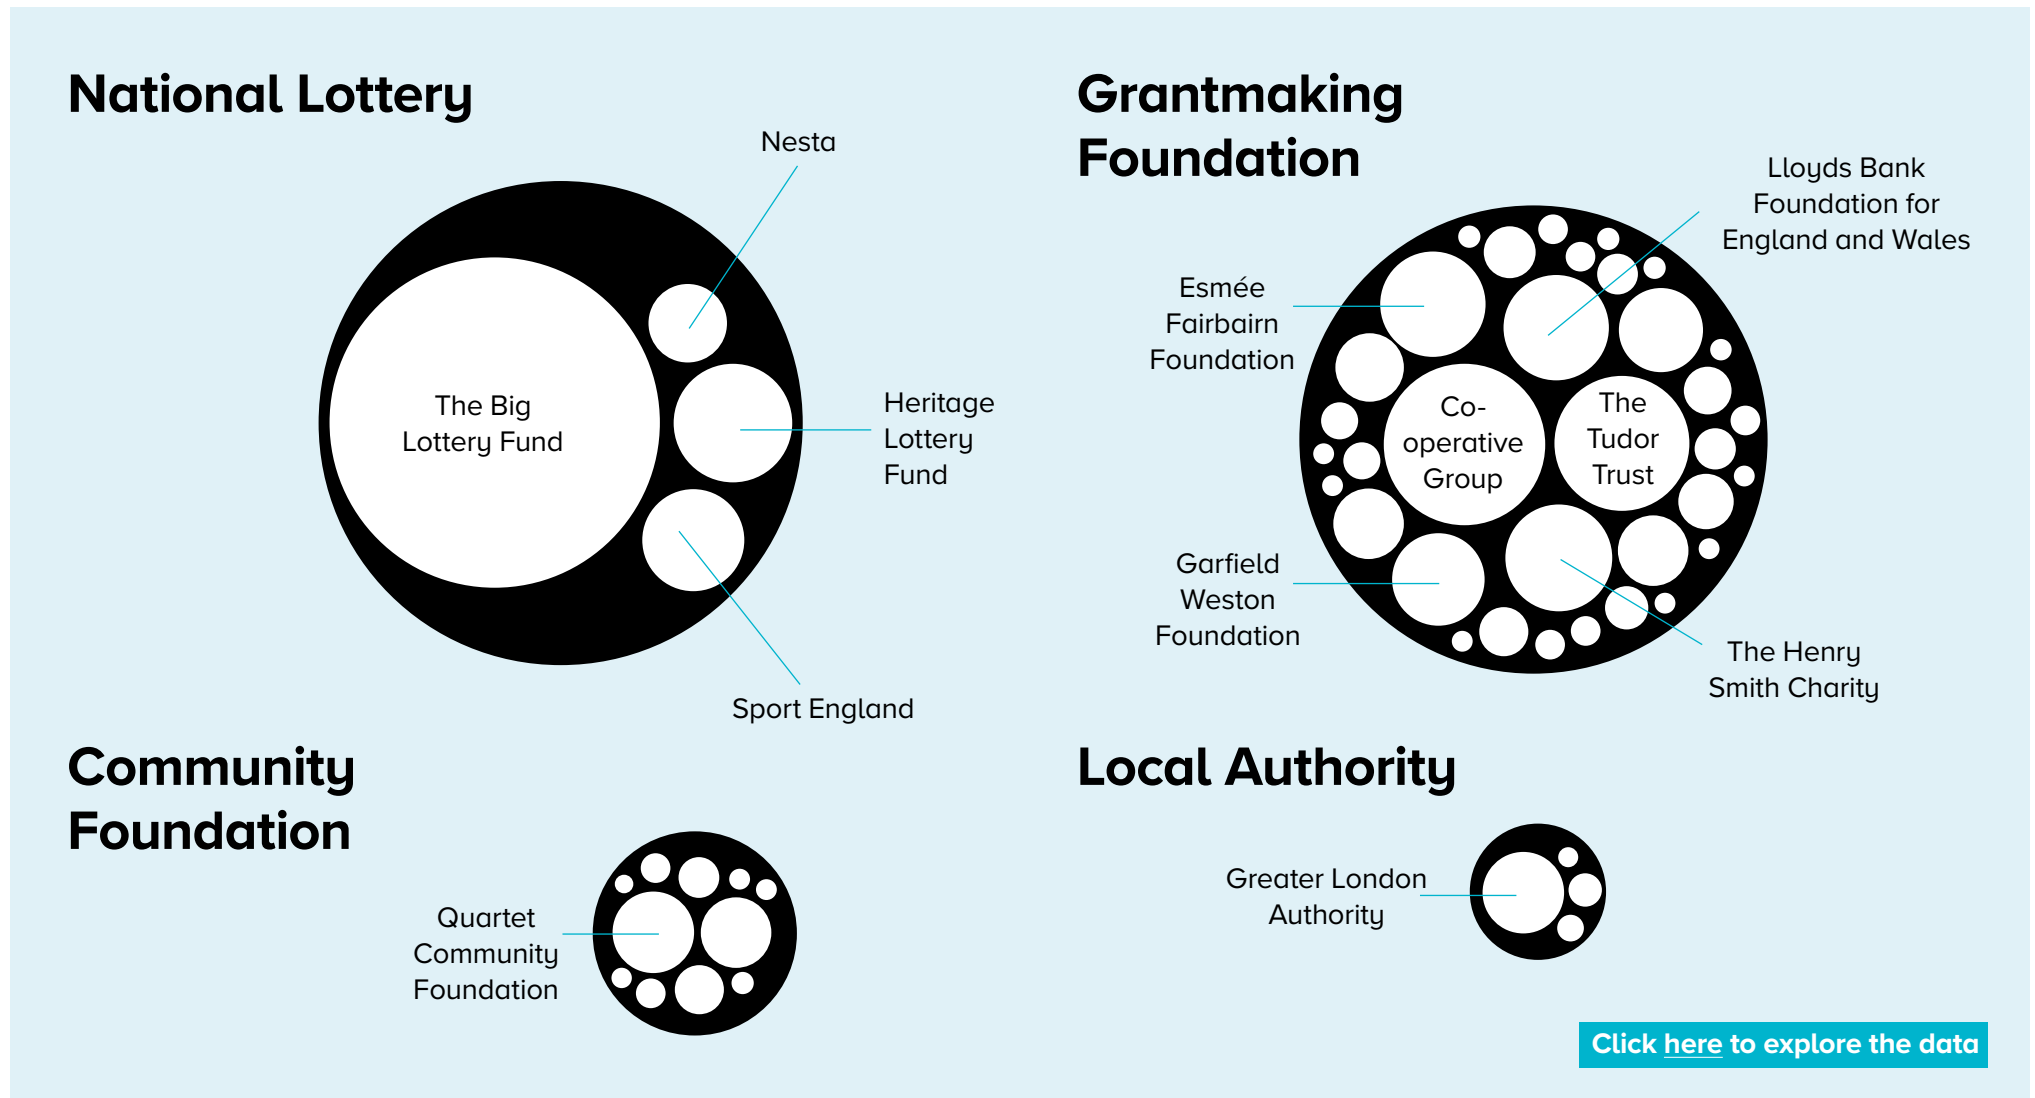 National Lottery
Nesta
The Big
Lottery Fund
Heritage
Lottery
Fund
Sport England
Grantmaking
Foundation
Lloyds Bank
Foundation for
England and Wales
Esmée
Fairbairn
Foundation
Co-
operative
Group
The
Tudor
Trust
Garfield
Weston
Foundation
The Henry
Smith Charity
Community
Foundation
Quartet
Community
Foundation
Local Authority
Greater London
Authority
Click here to explore the data